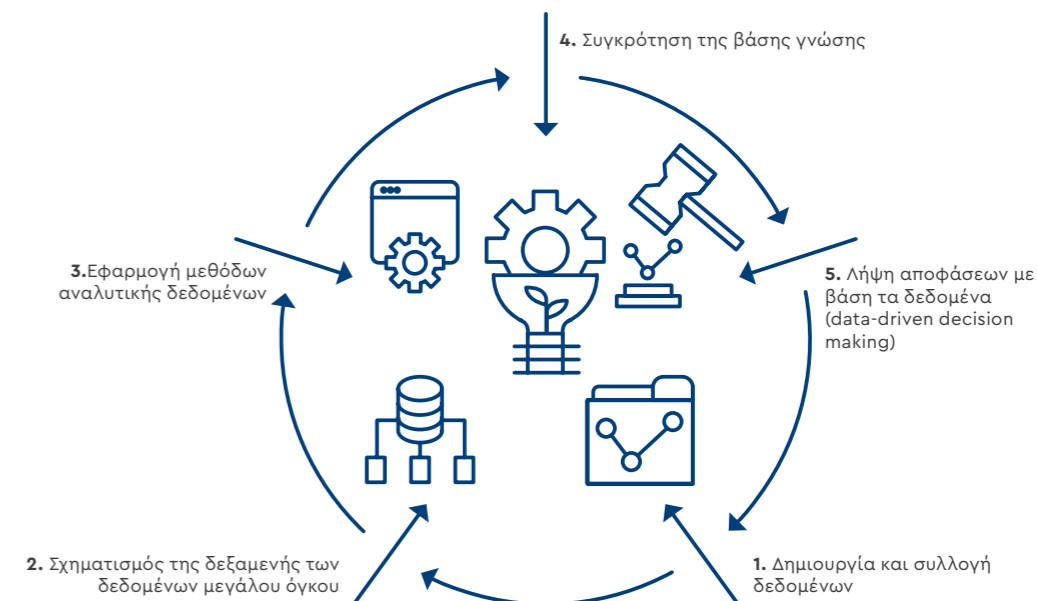 4. Συγκρότηση της βάσης γνώσης
3.Εφαρμογή μεθόδων
αναλυτικής δεδομένων
5. Λήψη αποφάσεων με
βάση τα δεδομένα
(data-driven decision
making)
2. Σχηματισμός της δεξαμενής των
δεδομένων μεγάλου όγκου
1. Δημιουργία και συλλογή
δεδομένων